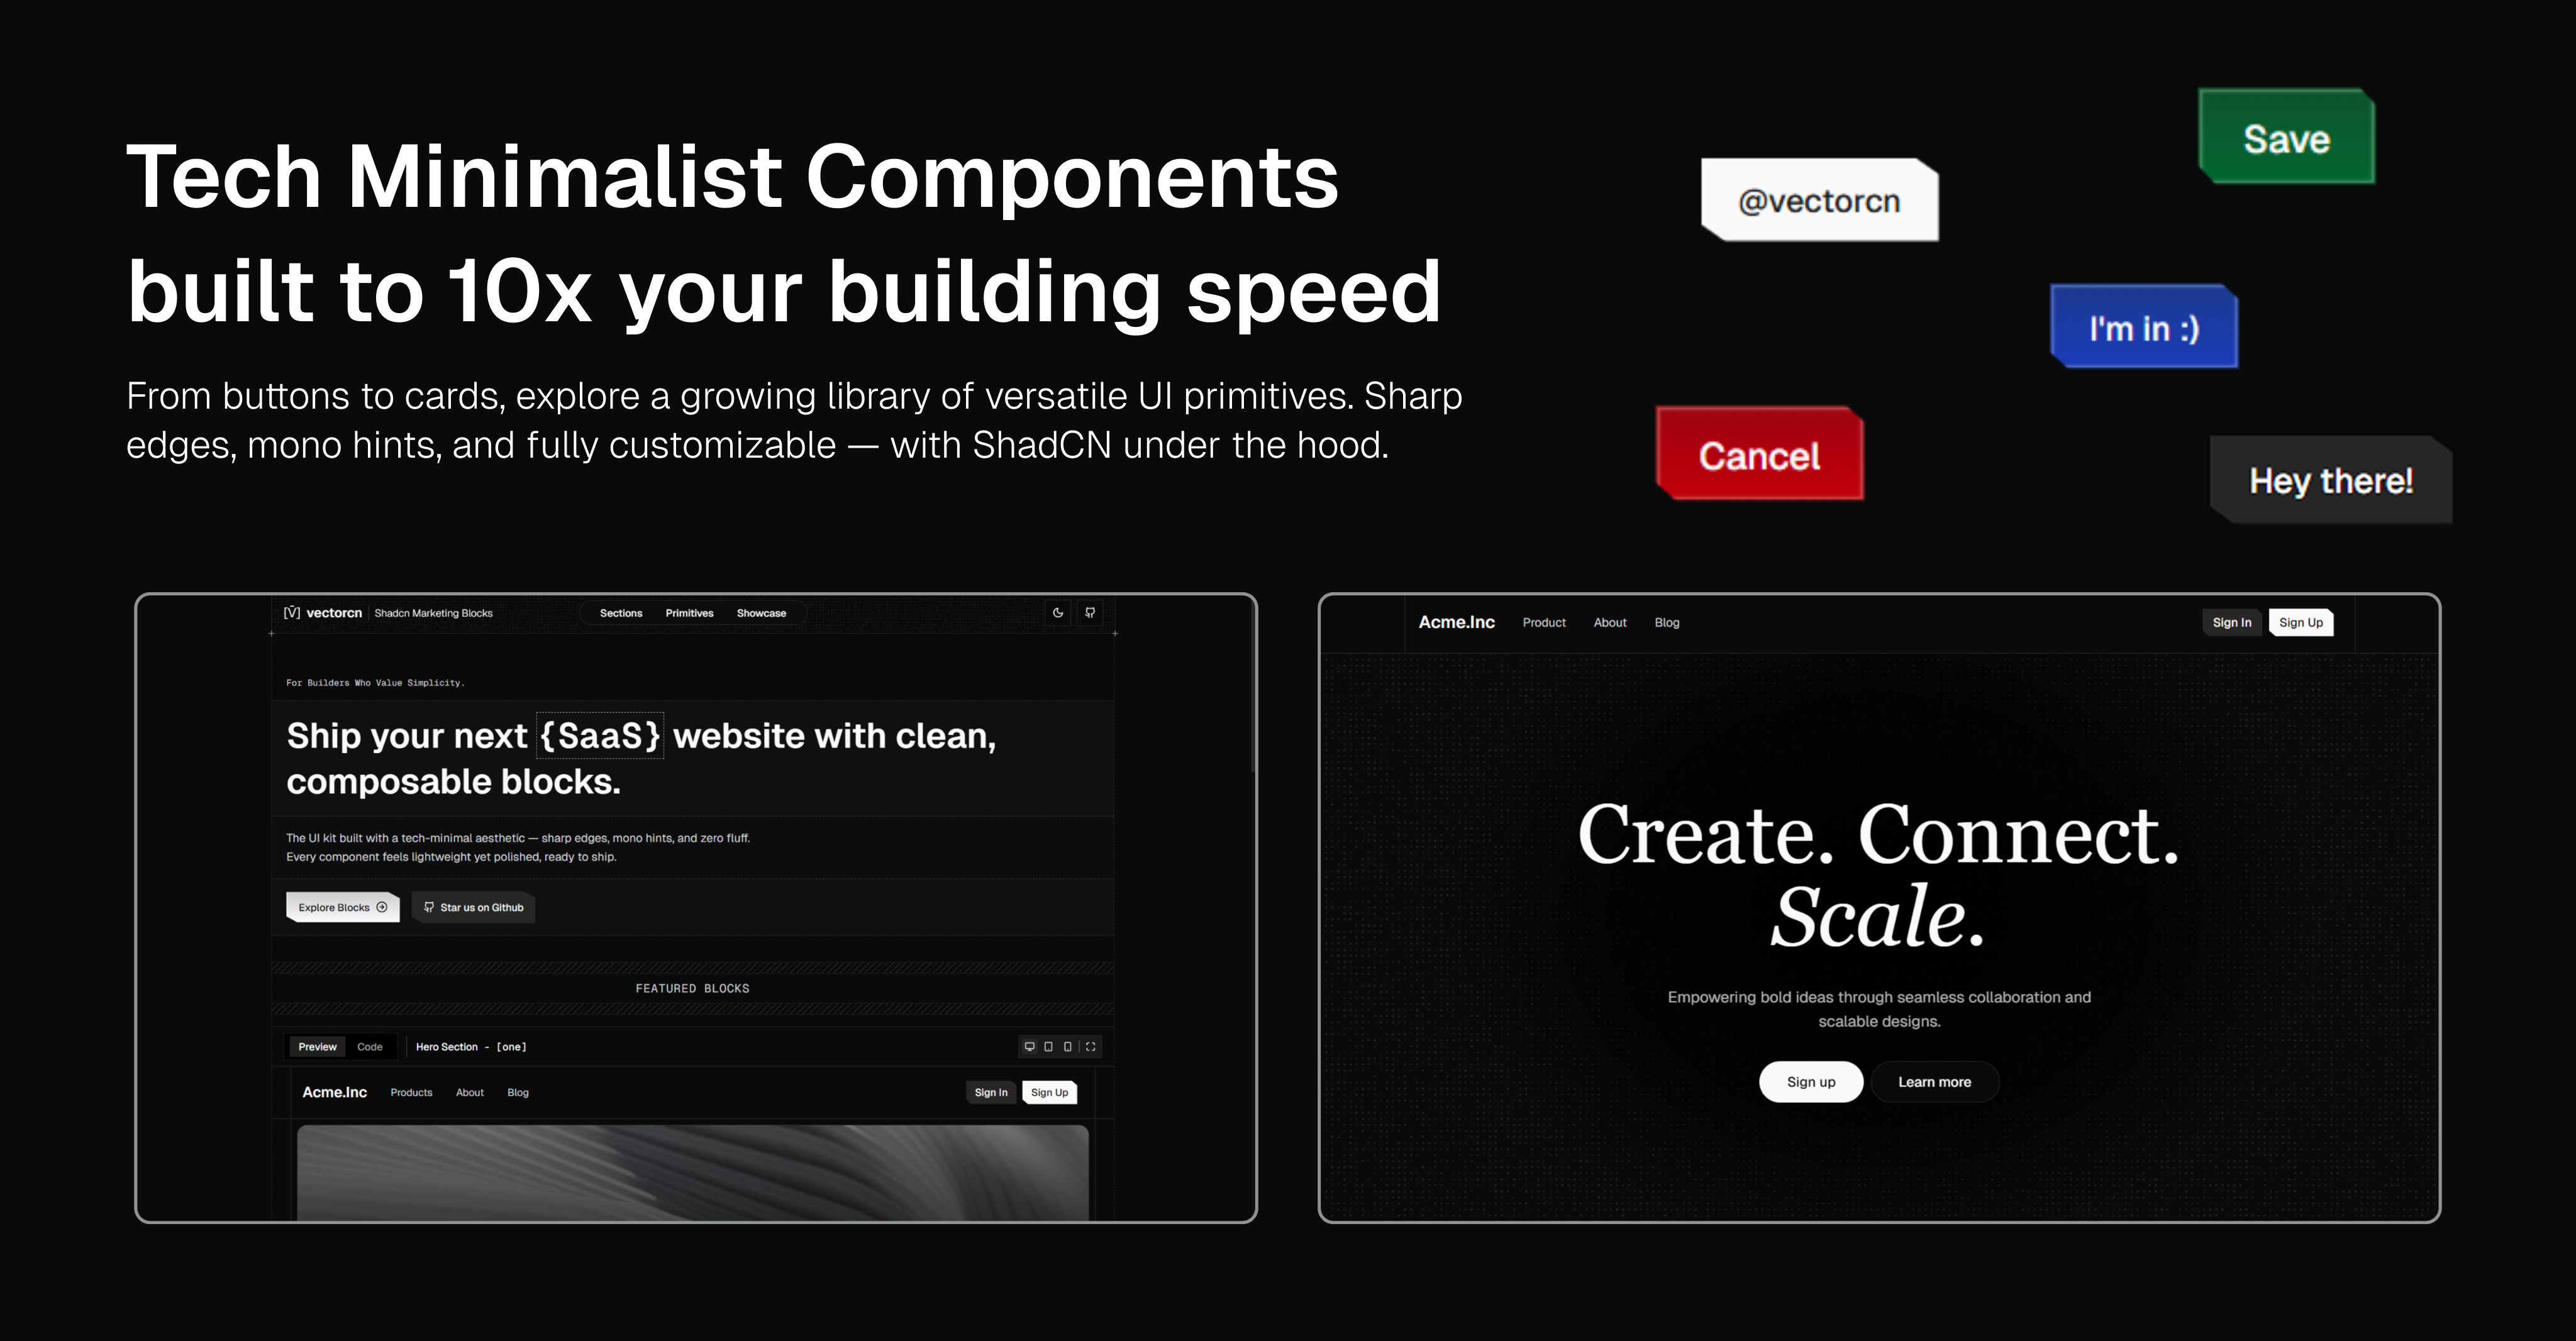 Tech Minimalist Components
built to 10x your building speed
From buttons to cards, explore a growing library of versatile UI primitives. Sharp
edges, mono hints, and fully customizable — with ShadCN under the hood.
Save
@vectorcn
I'm in :)
Cancel
Hey there!
[V] vectorcn | Shadcn Marketing Blocks
Sections Primitives Showcase
For Builders Who Value Simplicity.
Ship your next {SaaS} website with clean,
composable blocks.
The UI kit built with a tech-minimal aesthetic — sharp edges, mono hints, and zero fluff.
Every component feels lightweight yet polished, ready to ship.
Explore Blocks
Star us on Github
FEATURED BLOCKS
Preview Code Hero Section - [one]
Acme.Inc Products About Blog Sign In Sign Up
Acme.Inc Product About Blog Sign In Sign Up
Create. Connect.
Scale.
Empowering bold ideas through seamless collaboration and
scalable designs.
Sign up Learn more